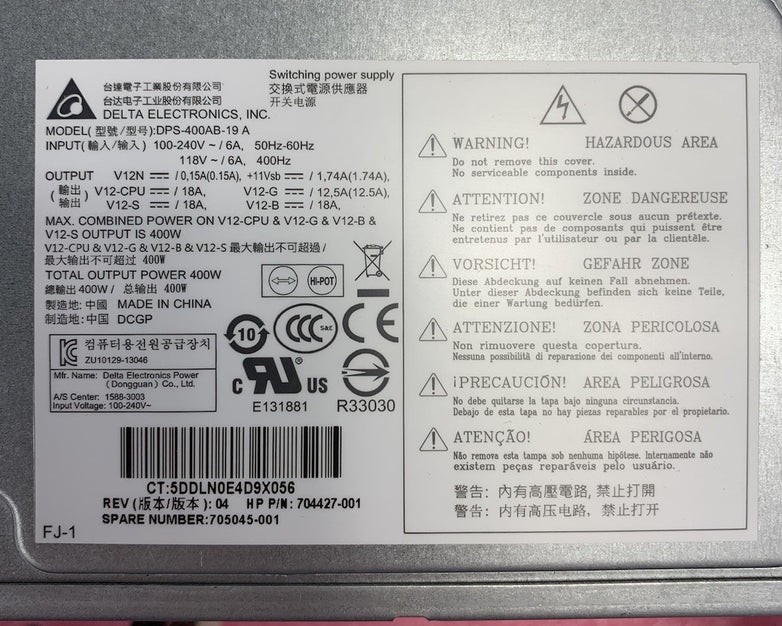 Switching power supply
交換式電源供應器
开关电源
台達電子工業股份有限公司
台达电子工业股份有限公司
DELTA ELECTRONICS, INC.
MODEL(型號/型号):DPS-400AB-19 A
INPUT(輸入/输入) 100-240V ~ / 6A, 50Hz-60Hz
118V ~ / 6A, 400Hz
OUTPUT V12N / 0,15A(0.15A), +11Vsb / 1,74A(1.74A),
(輸出/输出) V12-CPU / 18A, V12-G / 12,5A(12.5A),
V12-S / 18A, V12-B / 18A,
MAX. COMBINED POWER ON V12-CPU & V12-G & V12-B &
V12-S OUTPUT IS 400W
V12-CPU & V12-G & V12-B & V12-S 最大輸出不可超過 /
最大输出不可超过 400W
TOTAL OUTPUT POWER 400W
總輸出400W / 总输出 400W
HI-POT
製造地: 中國 MADE IN CHINA
制造地: 中国 DCGP
컴퓨터용전원공급장치
ZU10129-13046
Mfr. Name: Delta Electronics Power
(Dongguan) Co., Ltd.
A/S Center: 1588-3003
Input Voltage: 100-240V~
10
CCC
S&E
CE
c RU US
®
E131881
R33030
CT:5DDLN0E4D9X056
REV (版本/版本): 04 HP P/N: 704427-001
SPARE NUMBER:705045-001
FJ-1
WARNING! HAZARDOUS AREA
Do not remove this cover.
No serviceable components inside.
ATTENTION! ZONE DANGEREUSE
Ne retirez pas ce couvercle sous aucun prétexte.
Ne contient pas de composants qui puissent être
entretenus par l'utilisateur ou par la clientèle.
VORSICHT! GEFAHR ZONE
Diese Abdeckung auf keinen Fall abnehmen.
Unter dieser Abdeckung befinden sich keine Teile,
die einer Wartung bedürfen.
ATTENZIONE! ZONA PERICOLOSA
Non rimuovere questa copertura.
Nessuna possibilità di reparazione dei componenti all'interno.
¡PRECAUCIÓN! AREA PELIGROSA
No debe quitarse la tapa bajo ninguna circunstancia.
Debajo de esta tapa no hay piezas reparables por el propietario.
ATENÇÃO! ÁREA PERIGOSA
Não remova esta tampa sob nenhuma hipótese. Internamente não
existem peças reparáveis pelo usuário.
警告: 內有高壓電路, 禁止打開
警告: 内有高压电路, 禁止打开